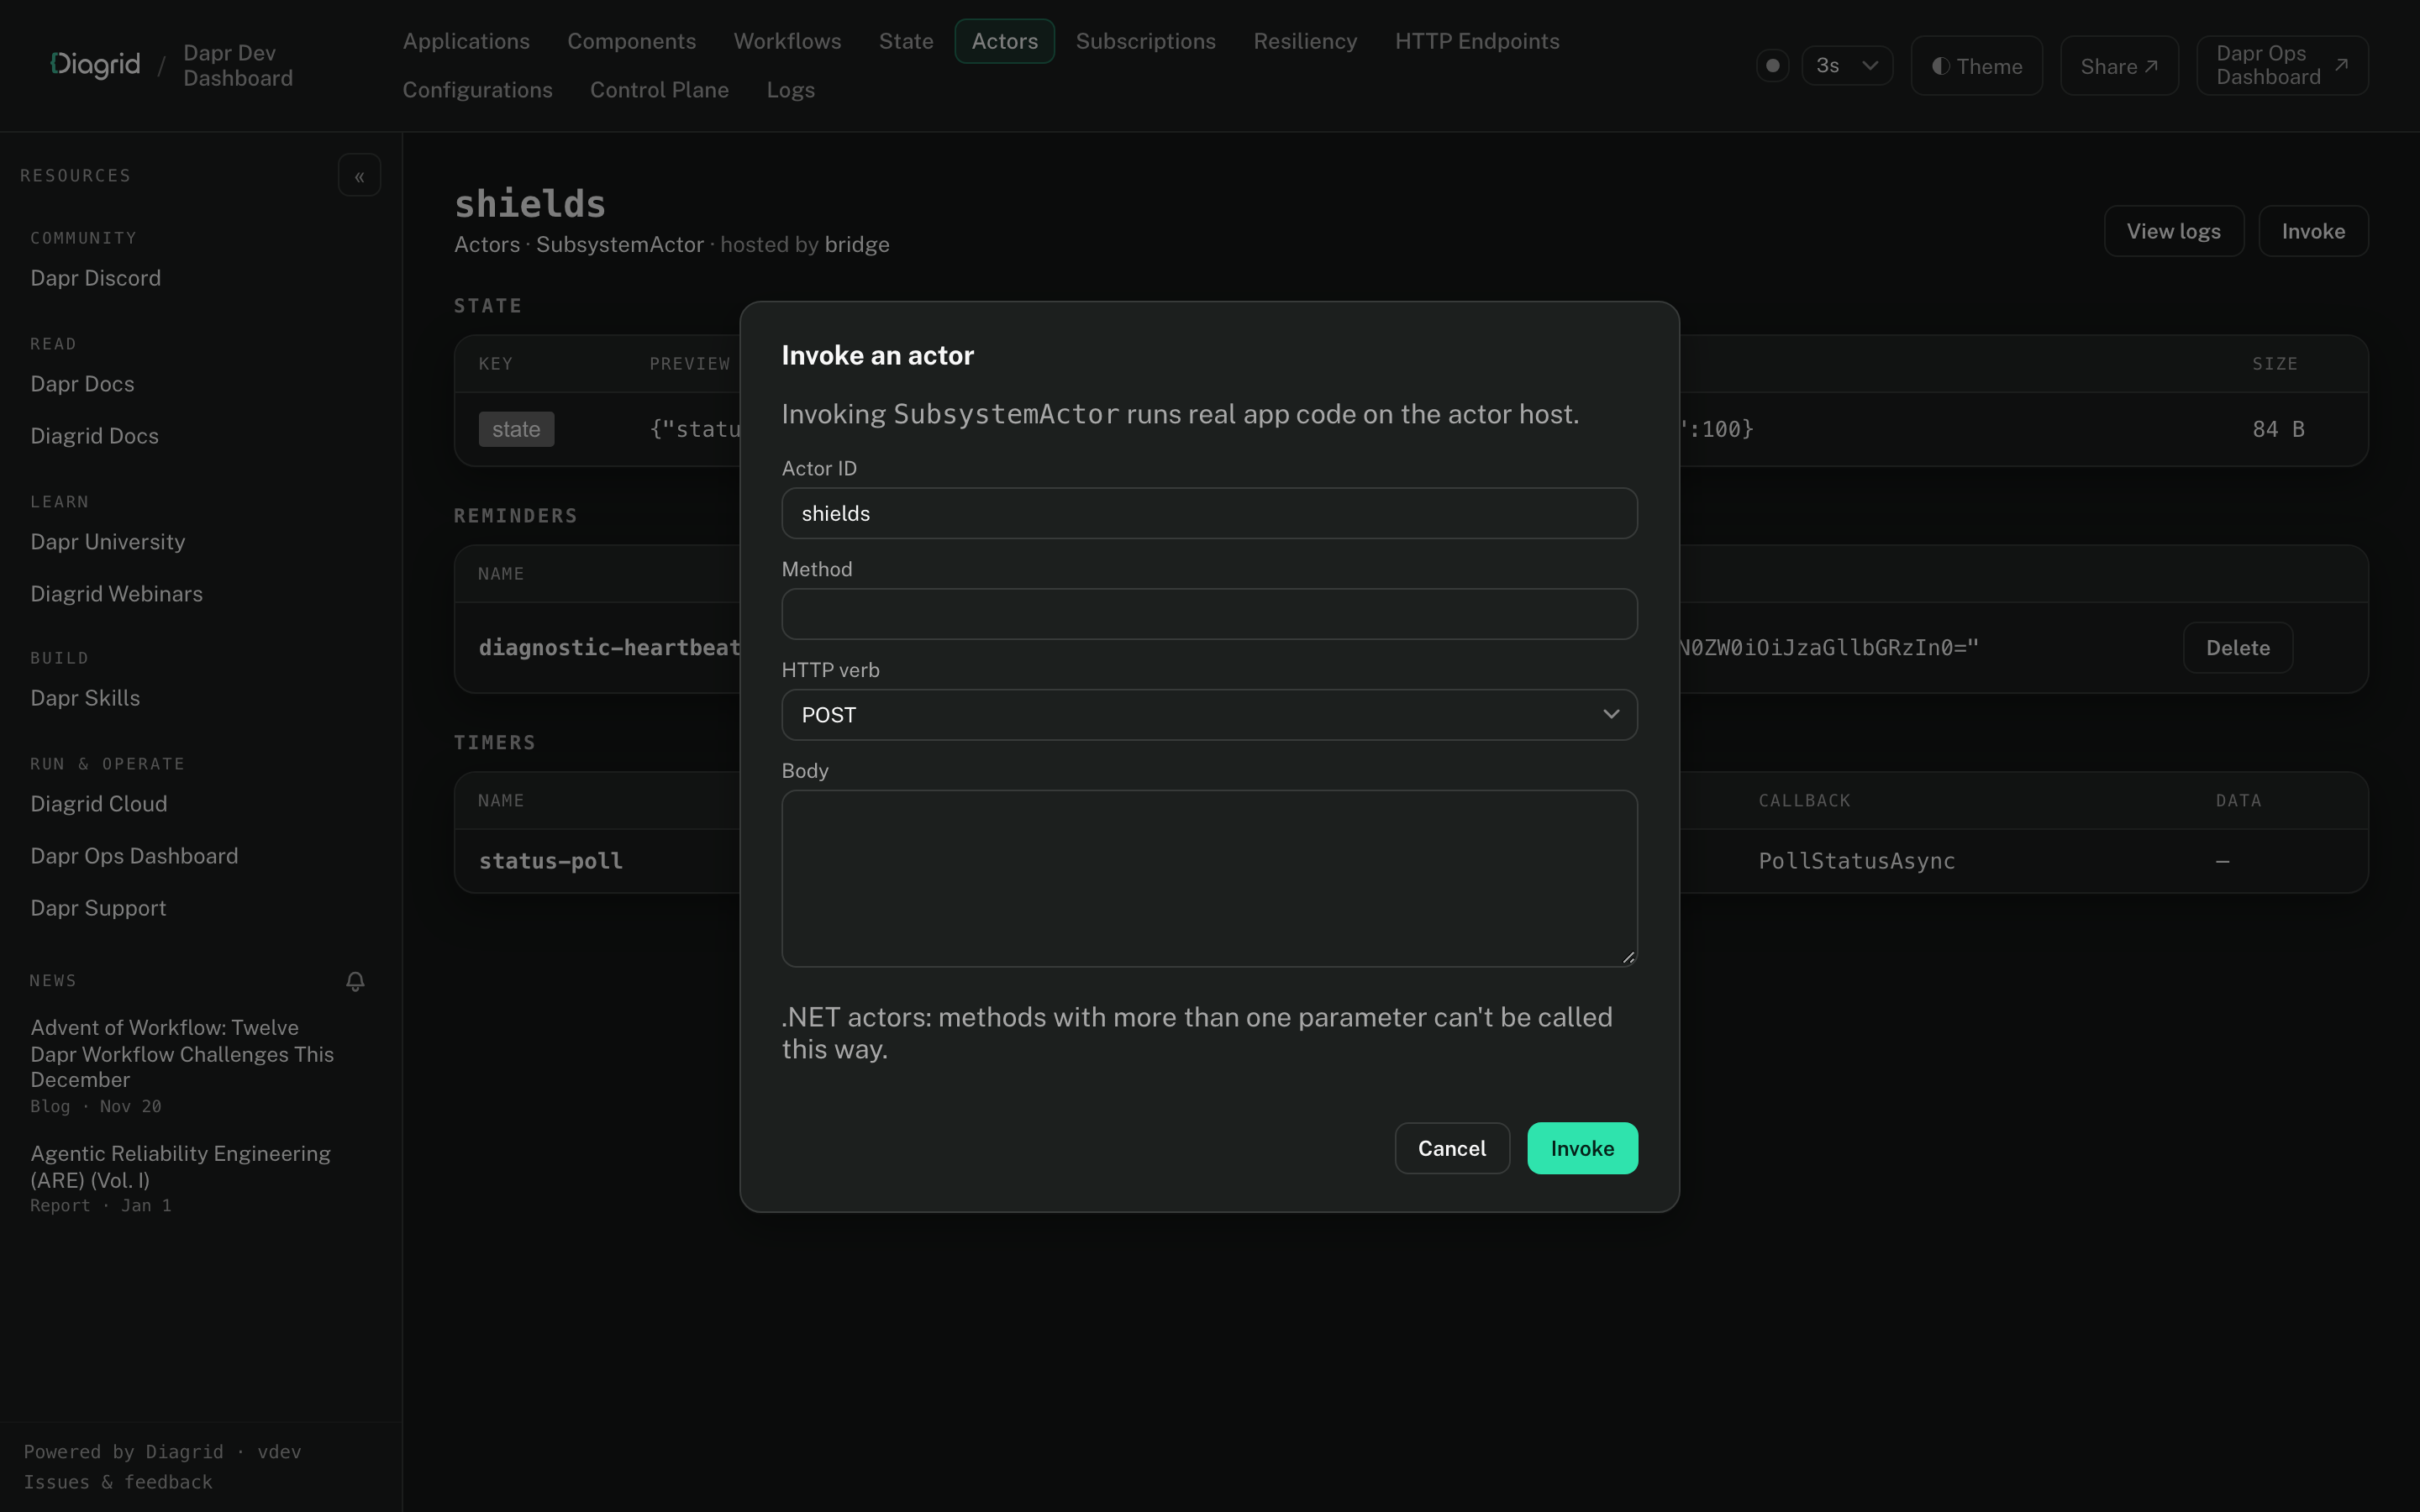 Diagrid / Dapr Dev Dashboard
Applications Components Workflows State Actors Subscriptions Resiliency HTTP Endpoints
Configurations Control Plane Logs
3s Theme Share ↗ Dapr Ops Dashboard ↗
RESOURCES «
COMMUNITY
Dapr Discord
READ
Dapr Docs
Diagrid Docs
LEARN
Dapr University
Diagrid Webinars
BUILD
Dapr Skills
RUN & OPERATE
Diagrid Cloud
Dapr Ops Dashboard
Dapr Support
NEWS
Advent of Workflow: Twelve
Dapr Workflow Challenges This
December
Blog · Nov 20
Agentic Reliability Engineering
(ARE) (Vol. I)
Report · Jan 1
Powered by Diagrid · vdev
Issues & feedback
shields
Actors · SubsystemActor · hosted by bridge
View logs Invoke
STATE
KEY PREVIEW SIZE
state {"statu ":100} 84 B
REMINDERS
NAME
diagnostic-heartbeat N0ZW0iOiJzaGllbGRzIn0=" Delete
TIMERS
NAME CALLBACK DATA
status-poll PollStatusAsync —
Invoke an actor
Invoking SubsystemActor runs real app code on the actor host.
Actor ID
shields
Method
HTTP verb
POST
Body
.NET actors: methods with more than one parameter can't be called
this way.
Cancel Invoke